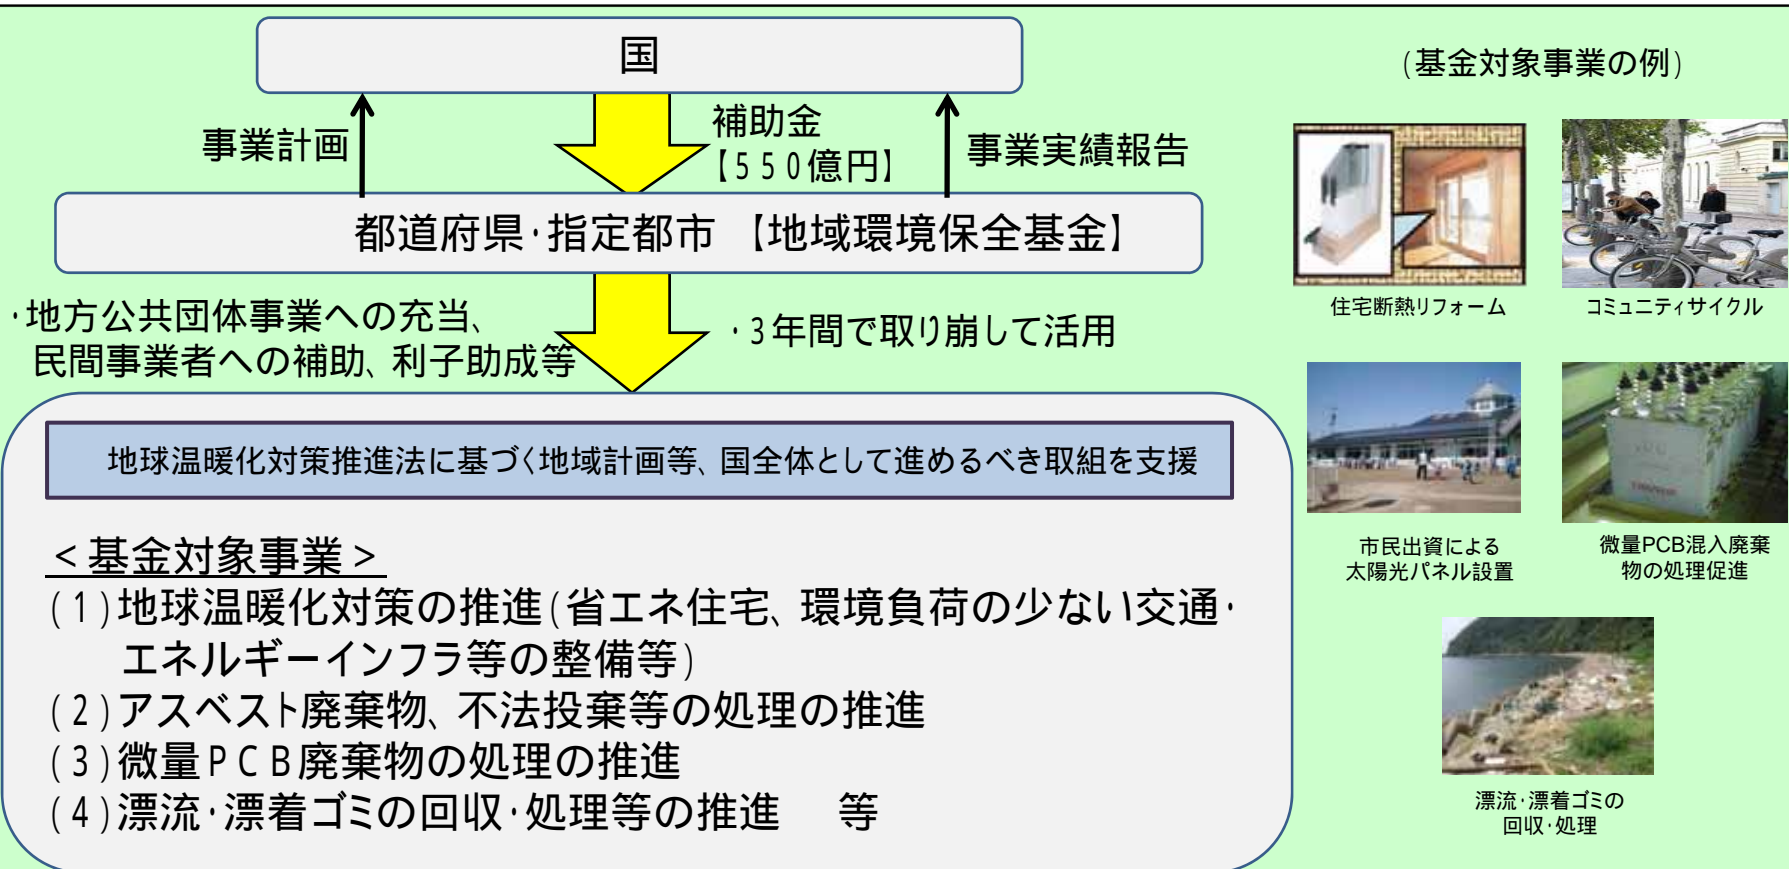 国
事業計画
補助金
【550億円】
事業実績報告
都道府県・指定都市 【地域環境保全基金】
・地方公共団体事業への充当、
民間事業者への補助、利子助成等
・3年間で取り崩して活用
地球温暖化対策推進法に基づく地域計画等、国全体として進めるべき取組を支援
<基金対象事業>
(1)地球温暖化対策の推進(省エネ住宅、環境負荷の少ない交通・
エネルギーインフラ等の整備等)
(2)アスベスト廃棄物、不法投棄等の処理の推進
(3)微量PCB廃棄物の処理の推進
(4)漂流・漂着ゴミの回収・処理等の推進 等
(基金対象事業の例)
住宅断熱リフォーム
コミュニティサイクル
市民出資による
太陽光パネル設置
微量PCB混入廃棄
物の処理促進
漂流・漂着ゴミの
回収・処理